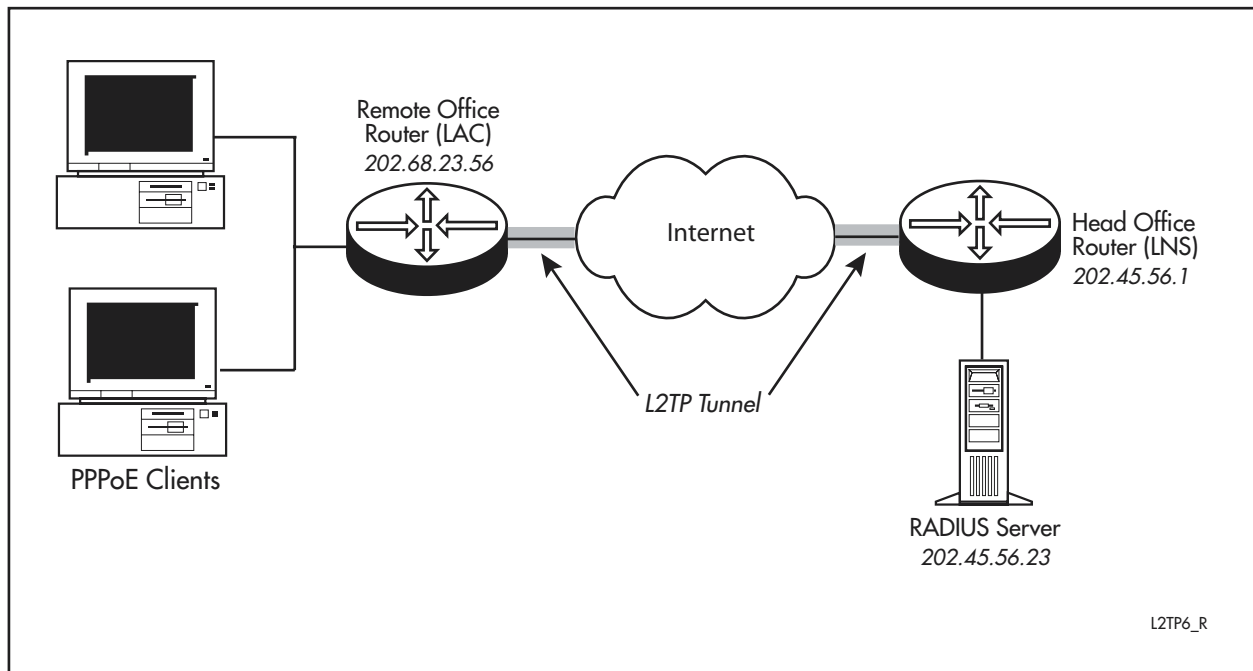 Remote Office
Router (LAC)
202.68.23.56
Internet
Head Office
Router (LNS)
202.45.56.1
L2TP Tunnel
PPPoE Clients
RADIUS Server
202.45.56.23
L2TP6_R